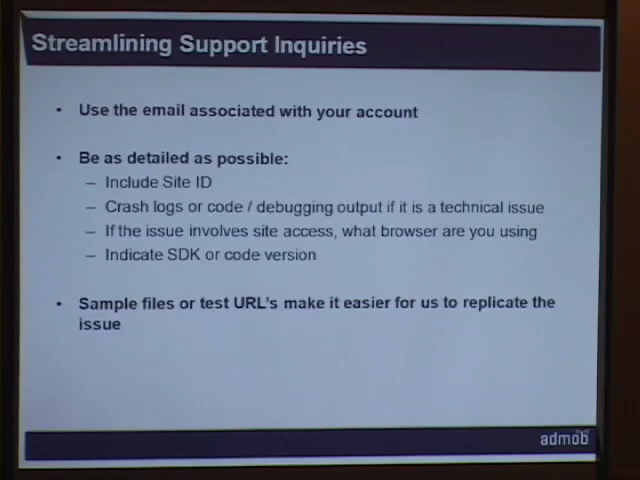 Streamlining Support Inquiries
• Use the email associated with your account
• Be as detailed as possible:
– Include Site ID
– Crash logs or code / debugging output if it is a technical issue
– If the issue involves site access, what browser are you using
– Indicate SDK or code version
• Sample files or test URL's make it easier for us to replicate the
issue
admob